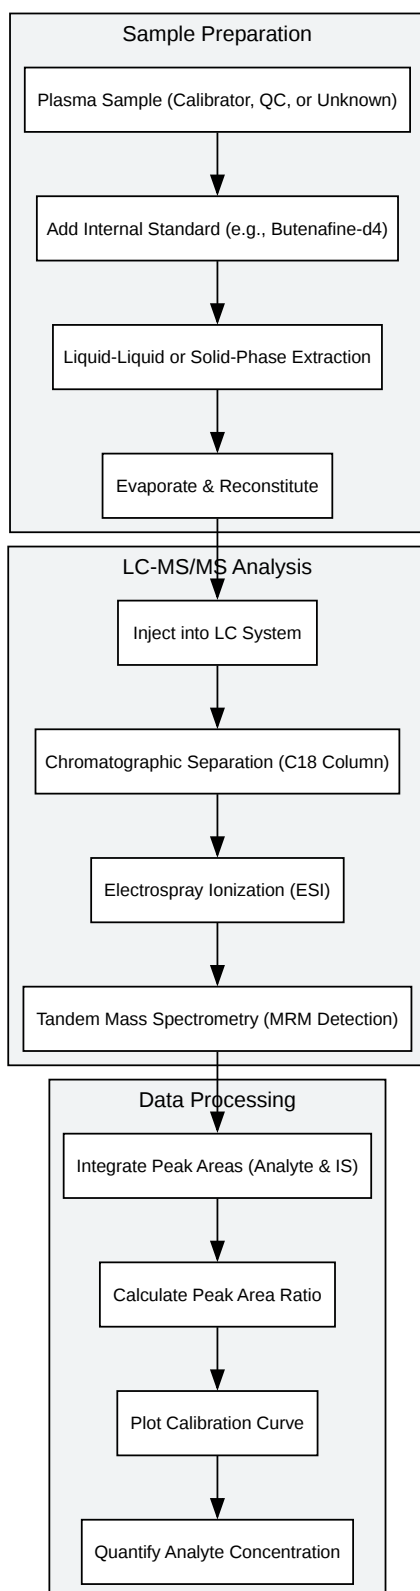 Sample Preparation
Plasma Sample (Calibrator, QC, or Unknown)
Add Internal Standard (e.g., Butenafine-d4)
Liquid-Liquid or Solid-Phase Extraction
Evaporate & Reconstitute
LC-MS/MS Analysis
Inject into LC System
Chromatographic Separation (C18 Column)
Electrospray Ionization (ESI)
Tandem Mass Spectrometry (MRM Detection)
Data Processing
Integrate Peak Areas (Analyte & IS)
Calculate Peak Area Ratio
Plot Calibration Curve
Quantify Analyte Concentration